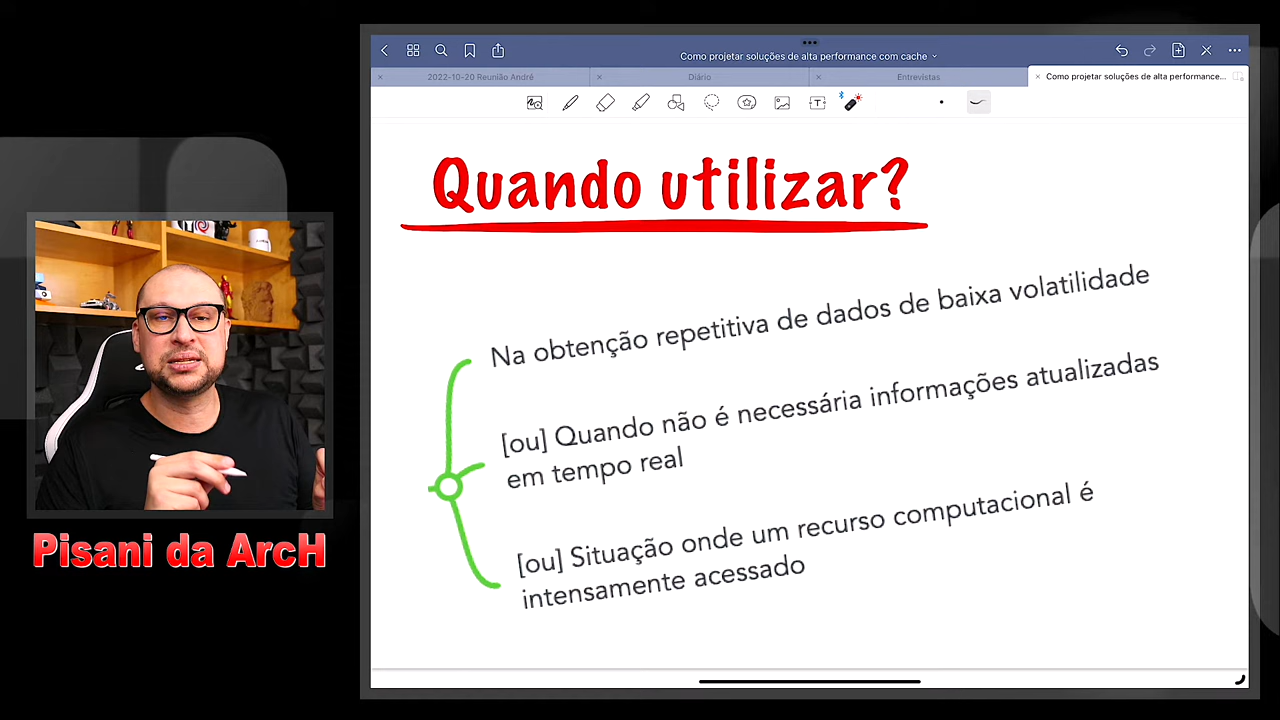 Como projetar soluções de alta performance com cache
2022-10-20 Reunião André
Diário
Entrevistas
Como projetar soluções de alta performance...
Quando utilizar?
Na obtenção repetitiva de dados de baixa volatilidade
[ou] Quando não é necessária informações atualizadas
em tempo real
[ou] Situação onde um recurso computacional é
intensamente acessado
Pisani da ArcH